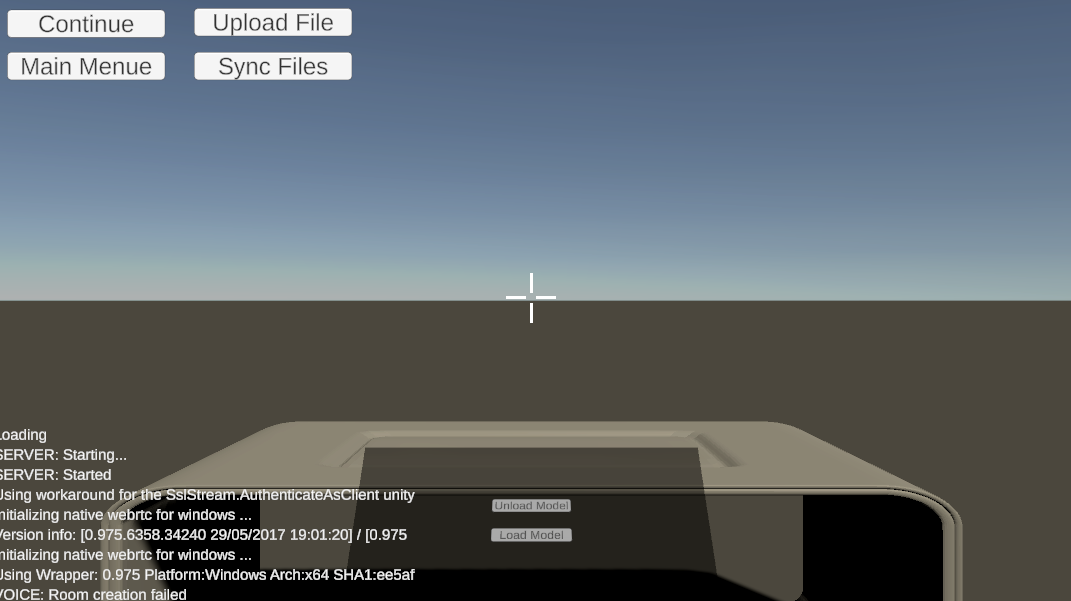 Continue
Upload File
Main Menue
Sync Files
Loading
SERVER: Starting...
SERVER: Started
Using workaround for the SslStream.AuthenticateAsClient unity
nitializing native webrtc for windows ...
Version info: [0.975.6358.34240 29/05/2017 19:01:20] / [0.975
nitializing native webrtc for windows ...
Using Wrapper: 0.975 Platform:Windows Arch:x64 SHA1:ee5af
VOICE: Room creation failed
Unload Model
Load Model